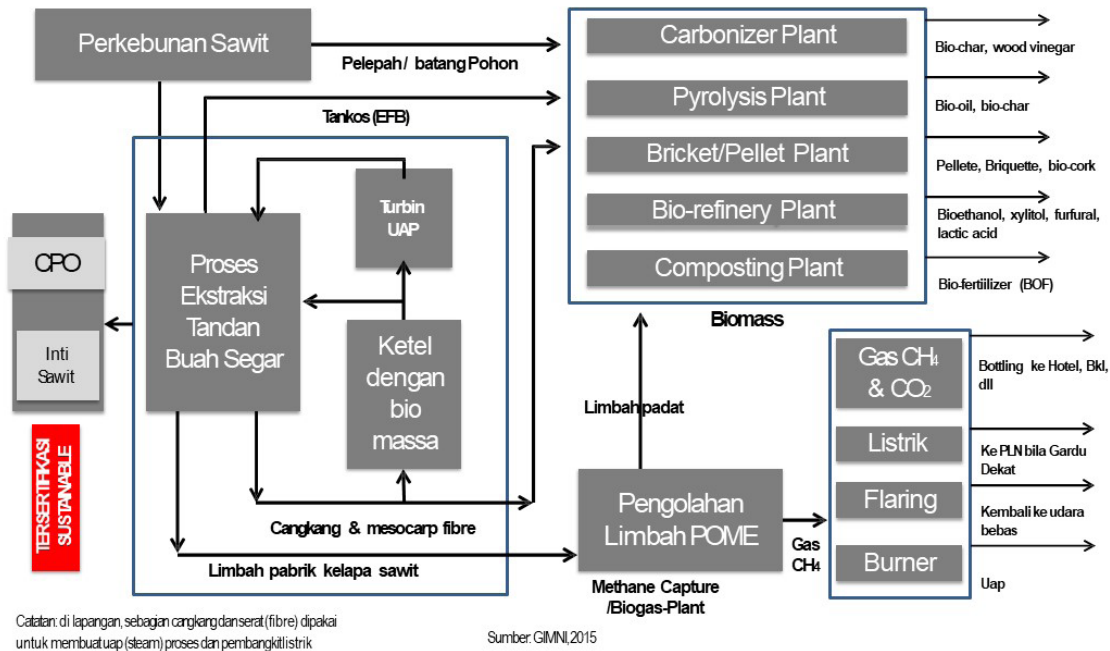 Perkebunan Sawit
Pelepah / batang Pohon
Tankos (EFB)
Carbonizer Plant
Bio-char, wood vinegar
Pyrolysis Plant
Bio-oil, bio-char
Bricket/Pellet Plant
Pellete, Briquette, bio-cork
Bio-refinery Plant
Bioethanol, xylitol, furfural,
lactic acid
Composting Plant
Bio-fertiilizer (BOF)
Biomass
CPO
Inti
Sawit
TERSERTIFIKASI
SUSTAINABLE
Proses
Ekstraksi
Tandan
Buah Segar
Turbin
UAP
Ketel
dengan
bio
massa
Cangkang & mesocarp fibre
Limbah pabrik kelapa sawit
Limbah padat
Pengolahan
Limbah POME
Methane Capture
/Biogas-Plant
Gas
CH4
Gas CH4
& CO2
Bottling ke Hotel, Bkl,
dll
Listrik
Ke PLN bila Gardu
Dekat
Flaring
Kembali ke udara
bebas
Burner
Uap
Catatan: di lapangan, sebagian cangkang dan serat (fibre) dipakai
untuk membuat uap (steam) proses dan pembangkit listrik
Sumber: GIMNI, 2015